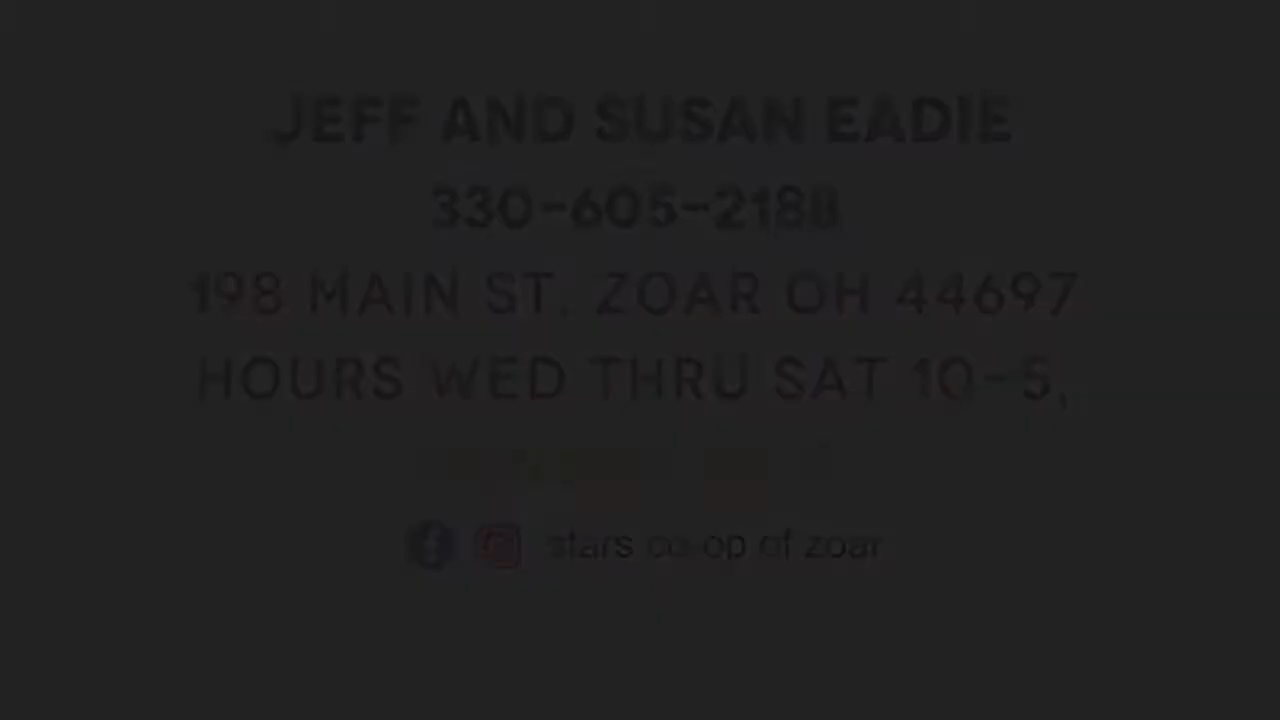 JEFF AND SUSAN EADIE
330-605-2188
198 MAIN ST. ZOAR OH 44697
HOURS WED THRU SAT 10-5,
stars co-op of zoar